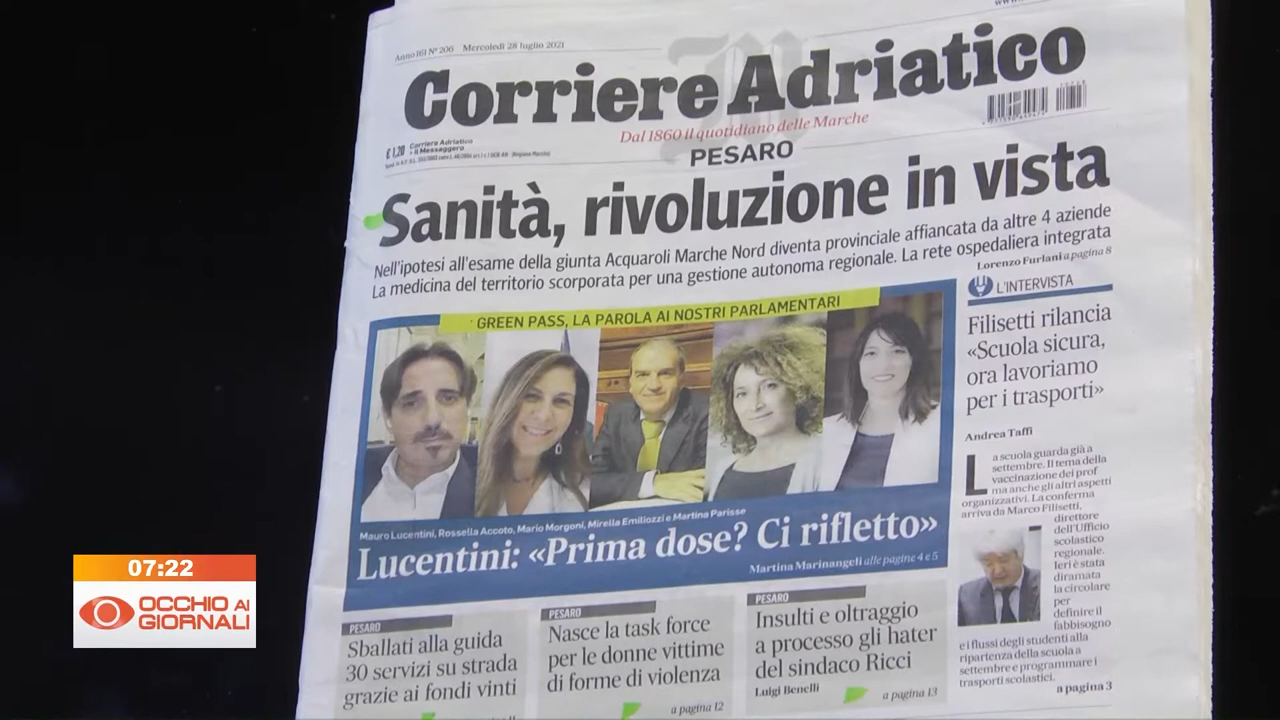 Anno 161 N° 206 Mercoledì 28 luglio 2021
Corriere Adriatico
Dal 1860 il quotidiano delle Marche
€ 1,20 Corriere Adriatico
+ Il Messaggero
PESARO
Sanità, rivoluzione in vista
Nell'ipotesi all'esame della giunta Acquaroli Marche Nord diventa provinciale affiancata da altre 4 aziende
La medicina del territorio scorporata per una gestione autonoma regionale. La rete ospedaliera integrata
Lorenzo Furlani a pagina 8
GREEN PASS, LA PAROLA AI NOSTRI PARLAMENTARI
Mauro Lucentini, Rossella Accoto, Mario Morgoni, Mirella Emiliozzi e Martina Parisse
Lucentini: «Prima dose? Ci rifletto»
Martina Marinangeli alle pagine 4 e 5
L'INTERVISTA
Filisetti rilancia
«Scuola sicura,
ora lavoriamo
per i trasporti»
Andrea Taffi
La scuola guarda già a
settembre. Il tema della
vaccinazione dei prof
ma anche gli altri aspetti
organizzativi. La conferma
arriva da Marco Filisetti,
direttore
dell'Ufficio
scolastico
regionale.
Ieri è stata
diramata
la circolare
per
definire il
fabbisogno
e i flussi degli studenti alla
ripartenza della scuola a
settembre e programmare i
trasporti scolastici.
a pagina 3
PESARO
Sballati alla guida
30 servizi su strada
grazie ai fondi vinti
PESARO
Nasce la task force
per le donne vittime
di forme di violenza
a pagina 12
PESARO
Insulti e oltraggio
a processo gli hater
del sindaco Ricci
Luigi Benelli
a pagina 13
07:22
OCCHIO AI
GIORNALI